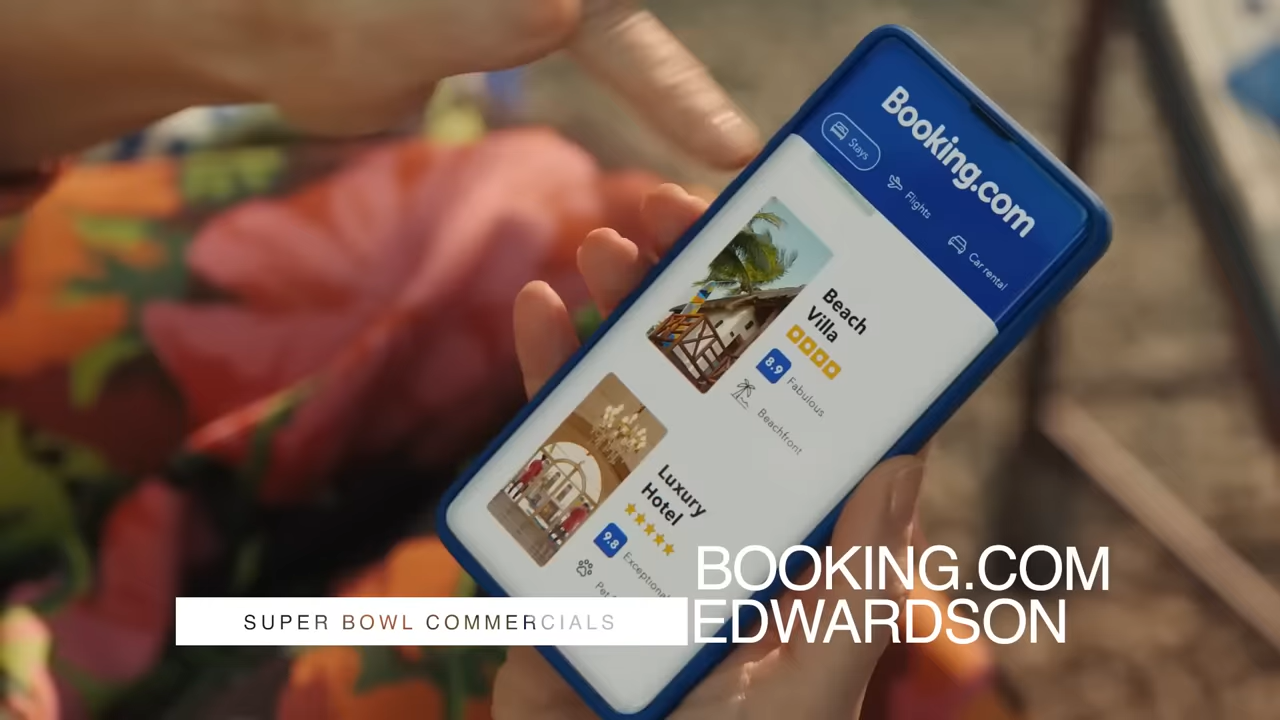 Booking.com
Stays
Flights
Car rental
Beach
Villa
8.9 Fabulous
Beachfront
Luxury
Hotel
9.8 Exceptional
BOOKING.COM
SUPER BOWL COMMERCIALS
EDWARDSON